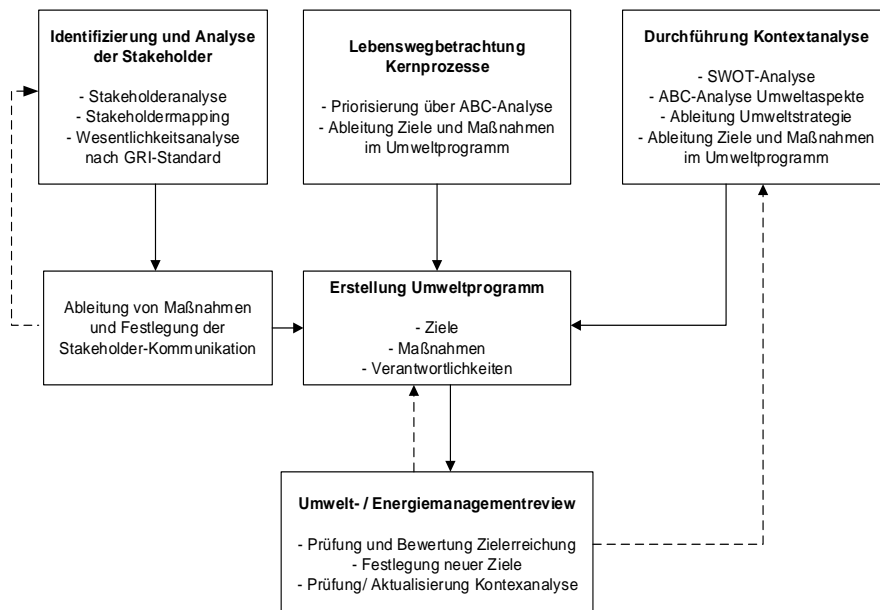 Identifizierung und Analyse
der Stakeholder
- Stakeholderanalyse
- Stakeholdermapping
- Wesentlichkeitsanalyse
nach GRI-Standard
Lebenswegbetrachtung
Kernprozesse
- Priorisierung über ABC-Analyse
- Ableitung Ziele und Maßnahmen
im Umweltprogramm
Durchführung Kontextanalyse
- SWOT-Analyse
- ABC-Analyse Umweltaspekte
- Ableitung Umweltstrategie
- Ableitung Ziele und Maßnahmen
im Umweltprogramm
Ableitung von Maßnahmen
und Festlegung der
Stakeholder-Kommunikation
Erstellung Umweltprogramm
- Ziele
- Maßnahmen
- Verantwortlichkeiten
Umwelt- / Energiemanagementreview
- Prüfung und Bewertung Zielerreichung
- Festlegung neuer Ziele
- Prüfung/ Aktualisierung Kontexanalyse